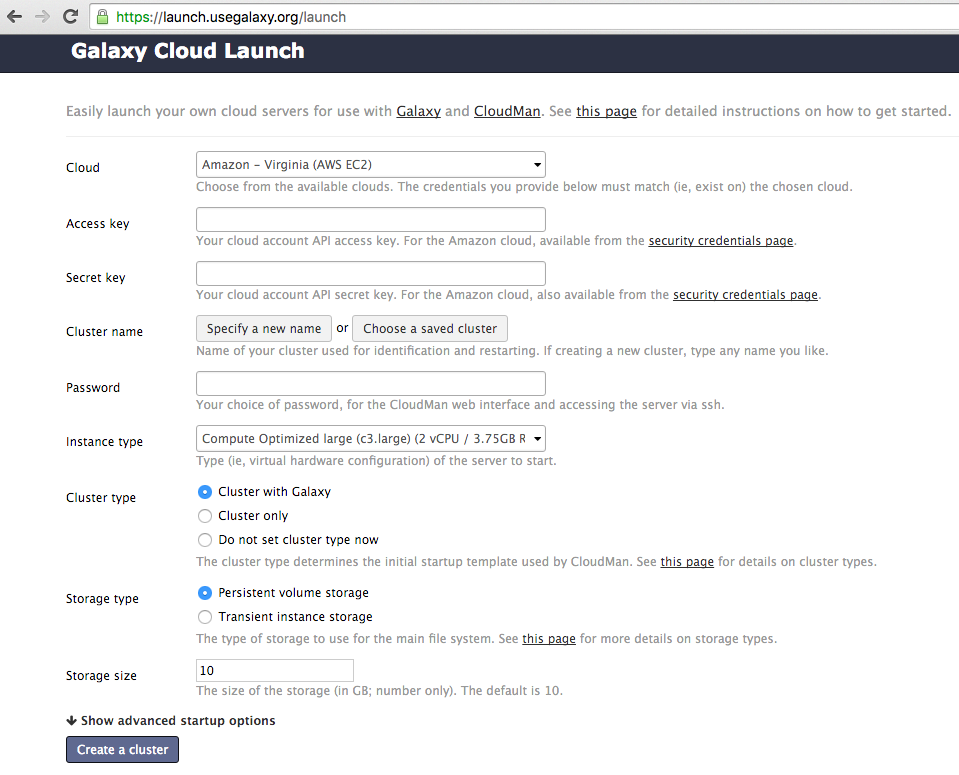 https://launch.usegalaxy.org/launch
Galaxy Cloud Launch
Easily launch your own cloud servers for use with Galaxy and CloudMan. See this page for detailed instructions on how to get started.
Cloud
Amazon – Virginia (AWS EC2)
Choose from the available clouds. The credentials you provide below must match (ie, exist on) the chosen cloud.
Access key
Your cloud account API access key. For the Amazon cloud, available from the security credentials page.
Secret key
Your cloud account API secret key. For the Amazon cloud, also available from the security credentials page.
Cluster name
Specify a new name or Choose a saved cluster
Name of your cluster used for identification and restarting. If creating a new cluster, type any name you like.
Password
Your choice of password, for the CloudMan web interface and accessing the server via ssh.
Instance type
Compute Optimized large (c3.large) (2 vCPU / 3.75GB R
Type (ie, virtual hardware configuration) of the server to start.
Cluster type
Cluster with Galaxy
Cluster only
Do not set cluster type now
The cluster type determines the initial startup template used by CloudMan. See this page for details on cluster types.
Storage type
Persistent volume storage
Transient instance storage
The type of storage to use for the main file system. See this page for more details on storage types.
Storage size
10
The size of the storage (in GB; number only). The default is 10.
Show advanced startup options
Create a cluster